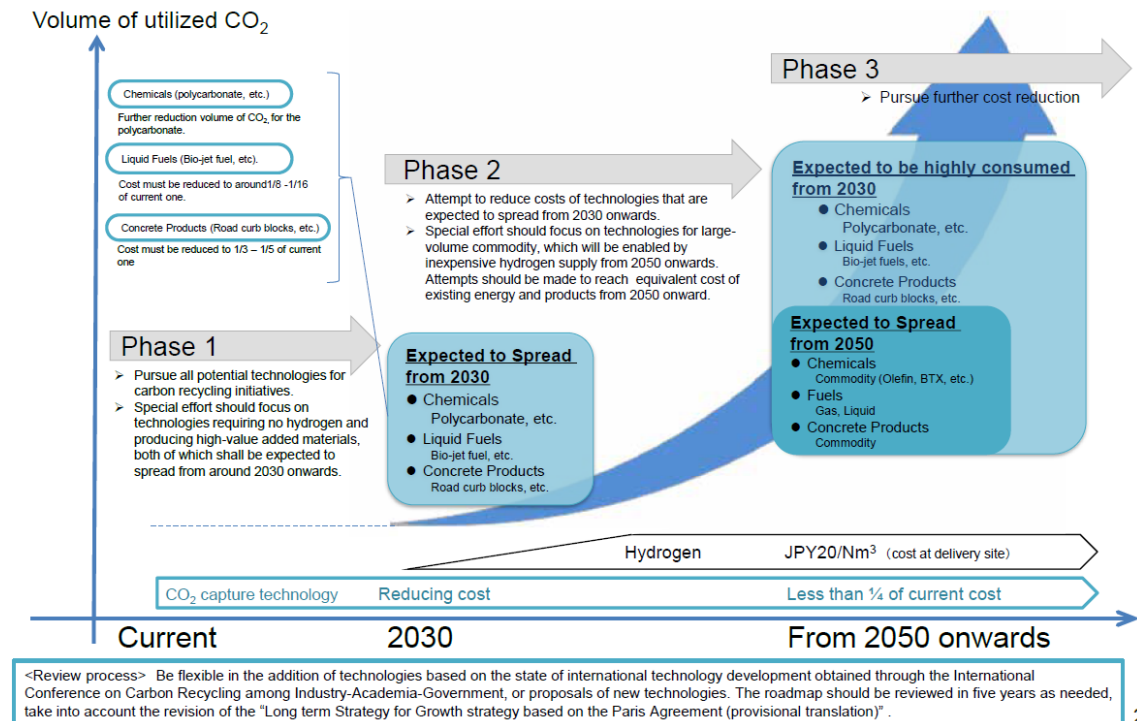 Volume of utilized CO₂
Chemicals (polycarbonate, etc.)
Further reduction volume of CO₂ for the
polycarbonate.
Liquid Fuels (Bio-jet fuel, etc).
Cost must be reduced to around1/8 -1/16
of current one.
Concrete Products (Road curb blocks, etc.)
Cost must be reduced to 1/3 – 1/5 of current
one
Phase 1
➢ Pursue all potential technologies for
carbon recycling initiatives.
➢ Special effort should focus on
technologies requiring no hydrogen and
producing high-value added materials,
both of which shall be expected to
spread from around 2030 onwards.
Phase 2
➢ Attempt to reduce costs of technologies that are
expected to spread from 2030 onwards.
➢ Special effort should focus on technologies for large-
volume commodity, which will be enabled by
inexpensive hydrogen supply from 2050 onwards.
Attempts should be made to reach equivalent cost of
existing energy and products from 2050 onward.
Expected to Spread
from 2030
● Chemicals
Polycarbonate, etc.
● Liquid Fuels
Bio-jet fuel, etc.
● Concrete Products
Road curb blocks, etc.
Phase 3
➢ Pursue further cost reduction
Expected to be highly consumed
from 2030
● Chemicals
Polycarbonate, etc.
● Liquid Fuels
Bio-jet fuels, etc.
● Concrete Products
Road curb blocks, etc.
Expected to Spread
from 2050
● Chemicals
Commodity (Olefin, BTX, etc.)
● Fuels
Gas, Liquid
● Concrete Products
Commodity
Hydrogen JPY20/Nm³ (cost at delivery site)
CO₂ capture technology Reducing cost Less than ¼ of current cost
Current 2030 From 2050 onwards
<Review process> Be flexible in the addition of technologies based on the state of international technology development obtained through the International
Conference on Carbon Recycling among Industry-Academia-Government, or proposals of new technologies. The roadmap should be reviewed in five years as needed,
take into account the revision of the “Long term Strategy for Growth strategy based on the Paris Agreement (provisional translation)” .